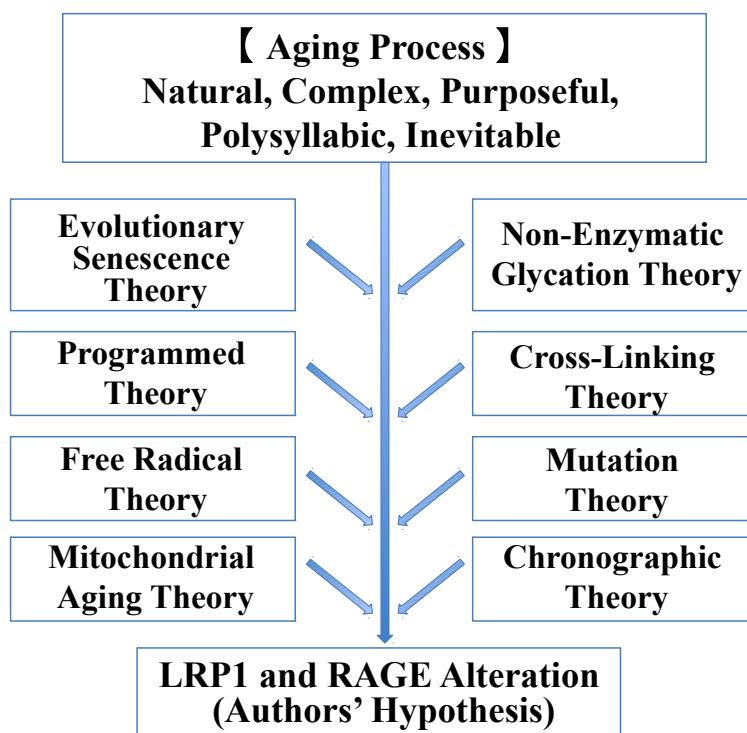 【 Aging Process 】
Natural, Complex, Purposeful,
Polysyllabic, Inevitable
Evolutionary
Senescence
Theory
Non-Enzymatic
Glycation Theory
Programmed
Theory
Cross-Linking
Theory
Free Radical
Theory
Mutation
Theory
Mitochondrial
Aging Theory
Chronographic
Theory
LRP1 and RAGE Alteration
(Authors’ Hypothesis)